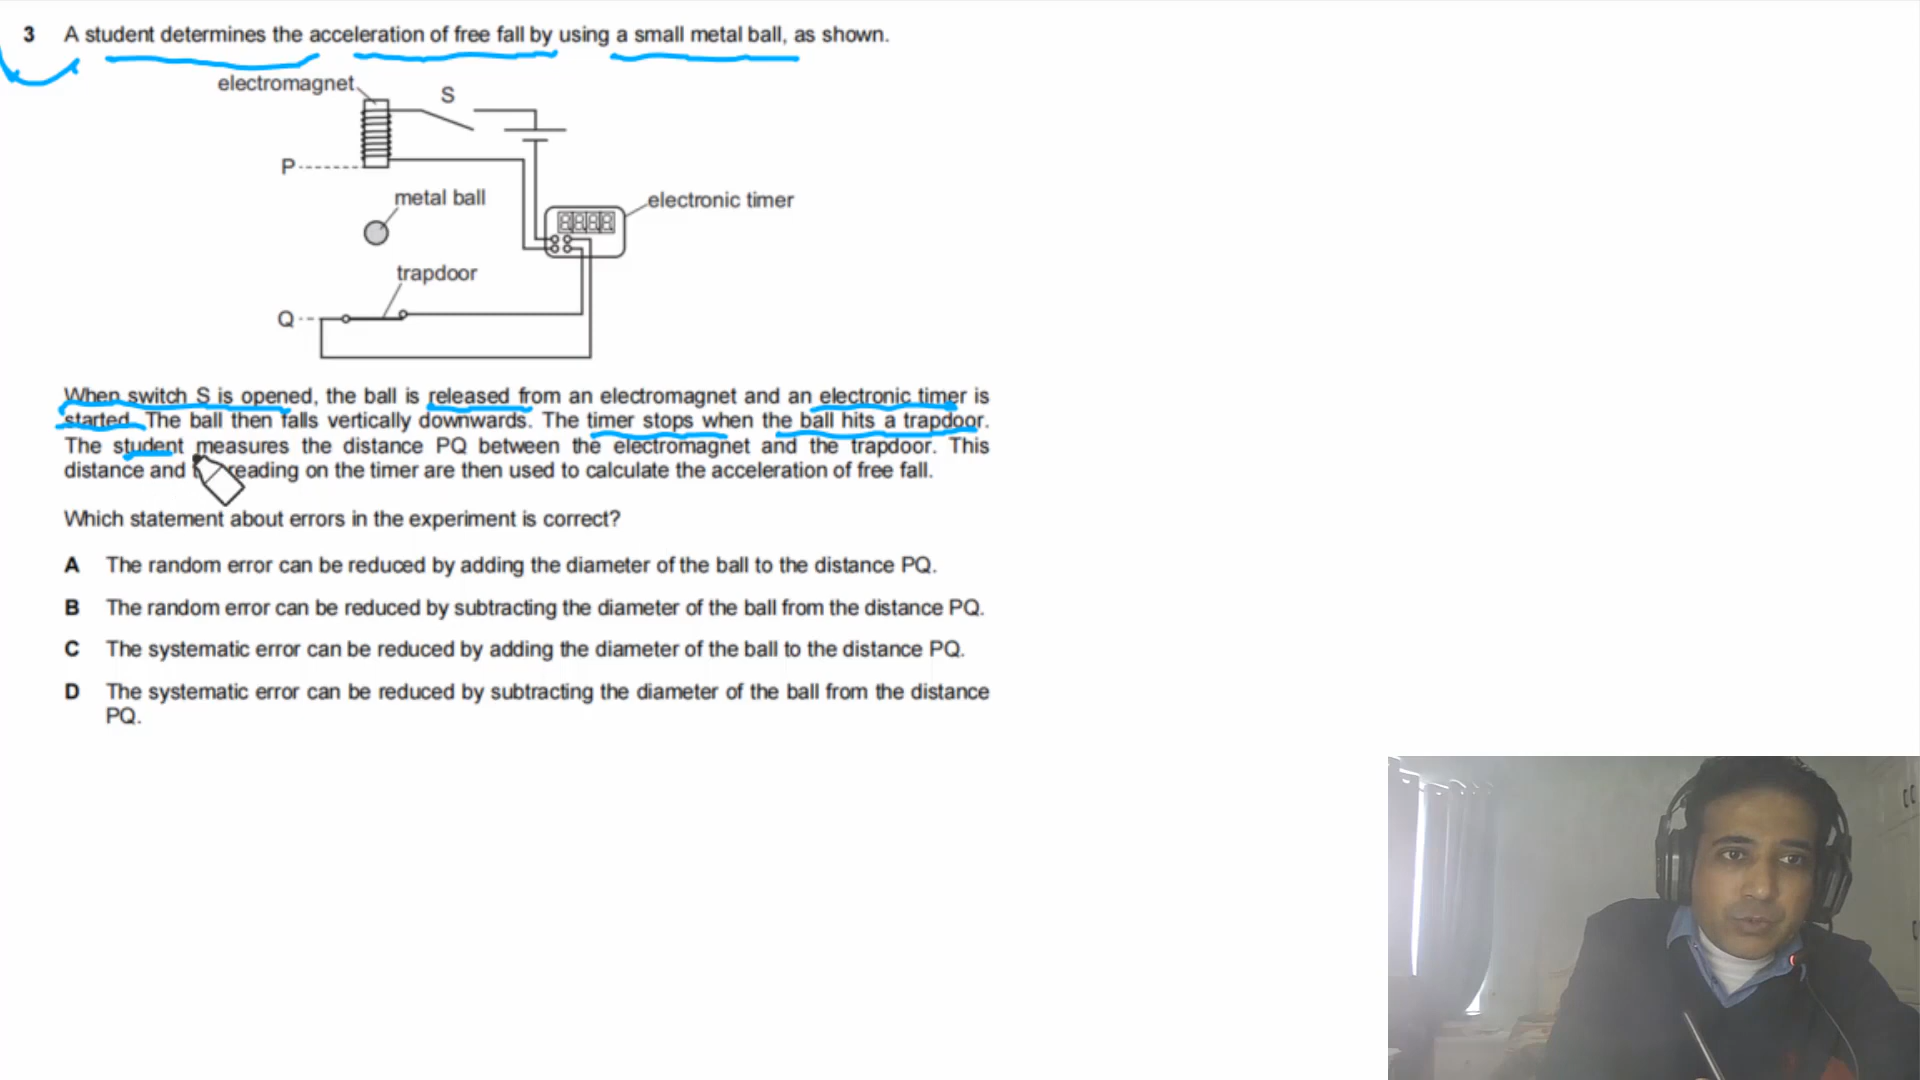 3 A student determines the acceleration of free fall by using a small metal ball, as shown.
electromagnet
S
P
metal ball
electronic timer
trapdoor
Q
When switch S is opened, the ball is released from an electromagnet and an electronic timer is
started. The ball then falls vertically downwards. The timer stops when the ball hits a trapdoor.
The student measures the distance PQ between the electromagnet and the trapdoor. This
distance and reading on the timer are then used to calculate the acceleration of free fall.
Which statement about errors in the experiment is correct?
A The random error can be reduced by adding the diameter of the ball to the distance PQ.
B The random error can be reduced by subtracting the diameter of the ball from the distance PQ.
C The systematic error can be reduced by adding the diameter of the ball to the distance PQ.
D The systematic error can be reduced by subtracting the diameter of the ball from the distance
PQ.